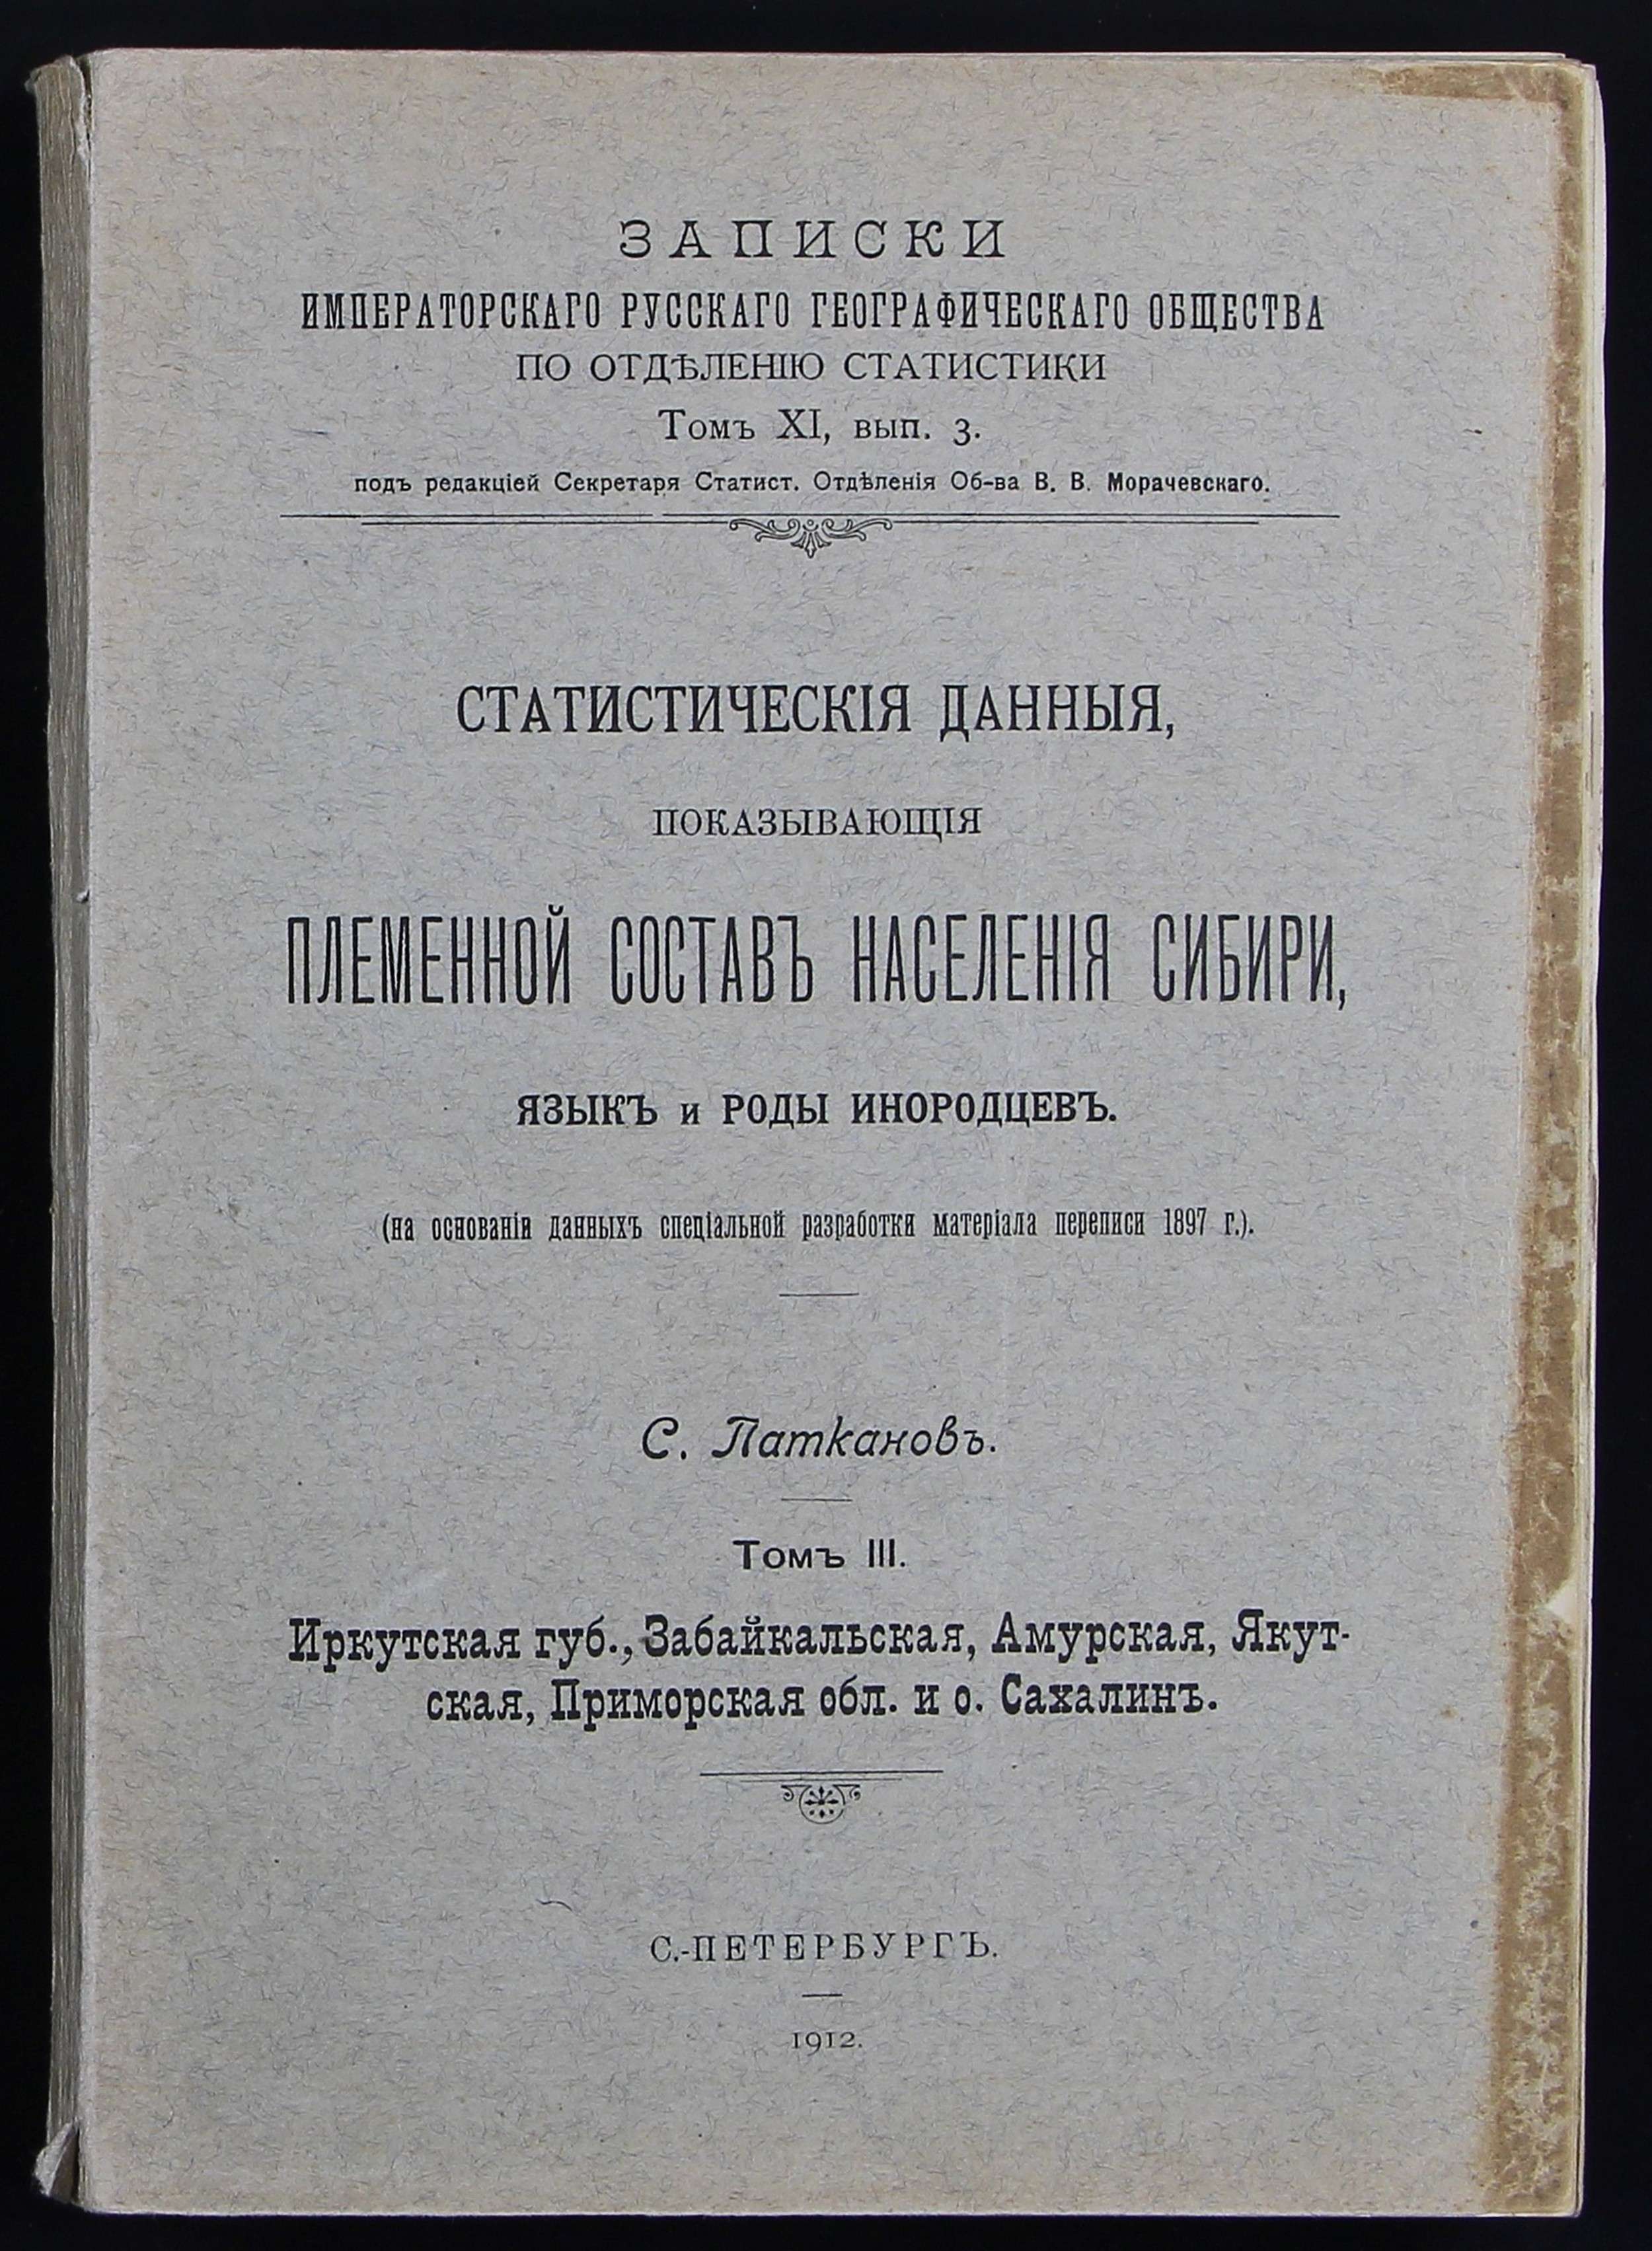 ЗАПИСКИ
ИМПЕРАТОРСКАГО РУССКАГО ГЕОГРАФИЧЕСКАГО ОБЩЕСТВА
ПО ОТДѢЛЕНІЮ СТАТИСТИКИ
Томъ XI, вып. 3.
подъ редакціей Секретаря Статист. Отдѣленія Об-ва В. В. Морачевскаго.
СТАТИСТИЧЕСКІЯ ДАННЫЯ,
ПОКАЗЫВАЮЩІЯ
ПЛЕМЕННОЙ СОСТАВЪ НАСЕЛЕНІЯ СИБИРИ,
ЯЗЫКЪ и РОДЫ ИНОРОДЦЕВЪ.
(на основаніи данныхъ спеціальной разработки матеріала переписи 1897 г.).
С. Паткановъ.
Томъ III.
Иркутская губ., Забайкальская, Амурская, Якут-
ская, Приморская обл. и о. Сахалинъ.
С.-ПЕТЕРБУРГЪ.
1912.